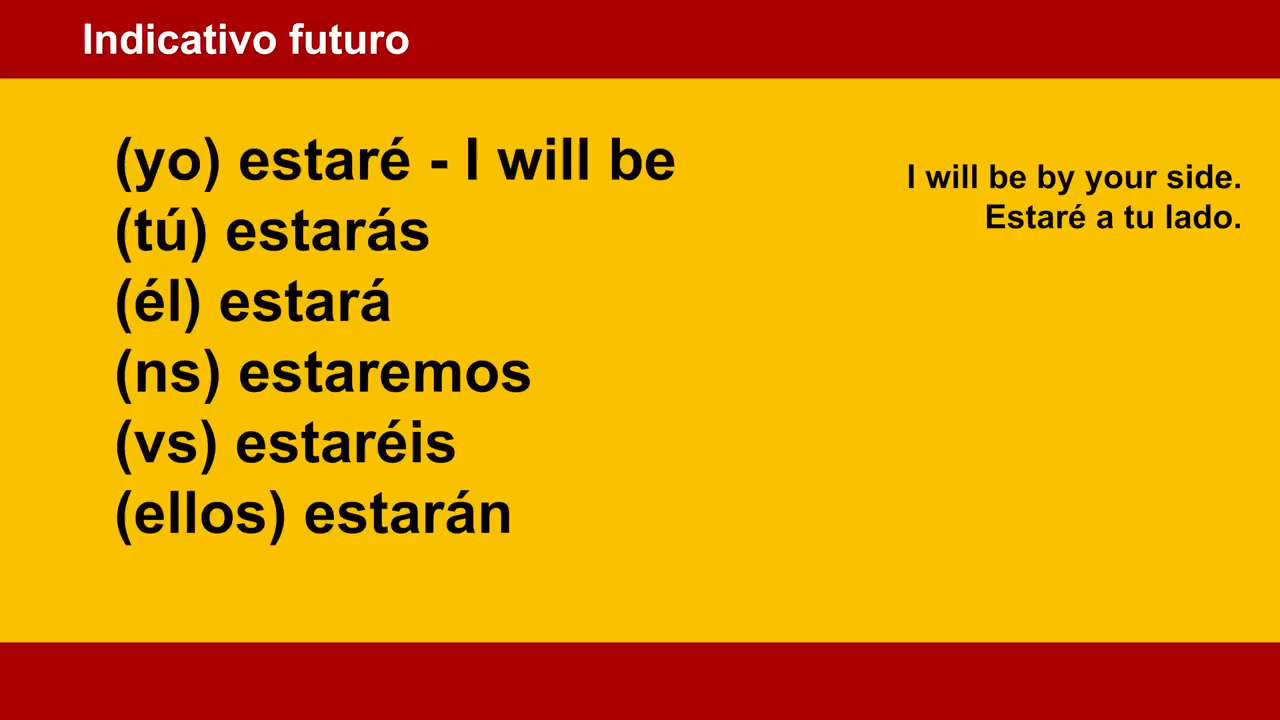 Indicativo futuro
(yo) estaré - I will be
(tú) estarás
(él) estará
(ns) estaremos
(vs) estaréis
(ellos) estarán
I will be by your side.
Estaré a tu lado.